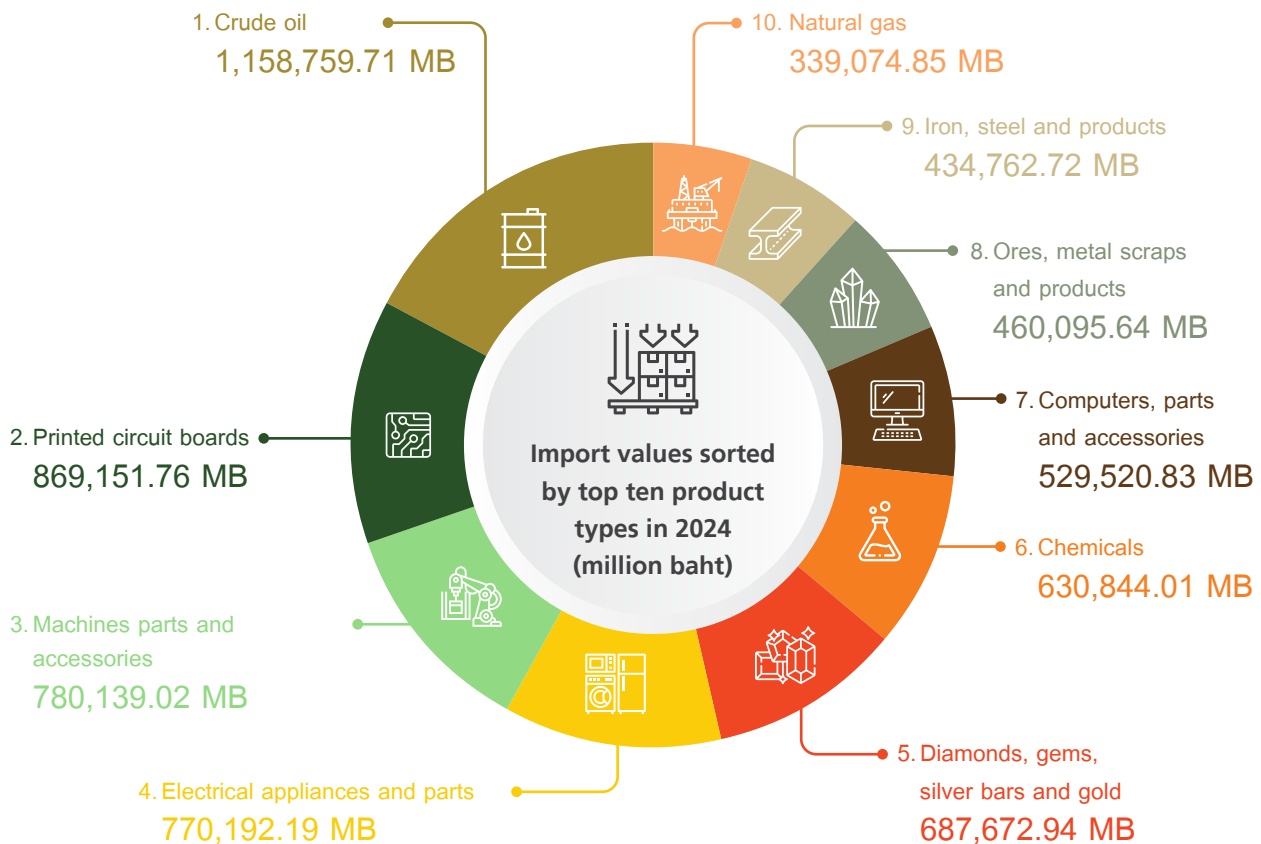 1. Crude oil
1,158,759.71 MB
2. Printed circuit boards
869,151.76 MB
3. Machines parts and
accessories
780,139.02 MB
4. Electrical appliances and parts
770,192.19 MB
5. Diamonds, gems,
silver bars and gold
687,672.94 MB
6. Chemicals
630,844.01 MB
7. Computers, parts
and accessories
529,520.83 MB
8. Ores, metal scraps
and products
460,095.64 MB
9. Iron, steel and products
434,762.72 MB
10. Natural gas
339,074.85 MB
Import values sorted
by top ten product
types in 2024
(million baht)